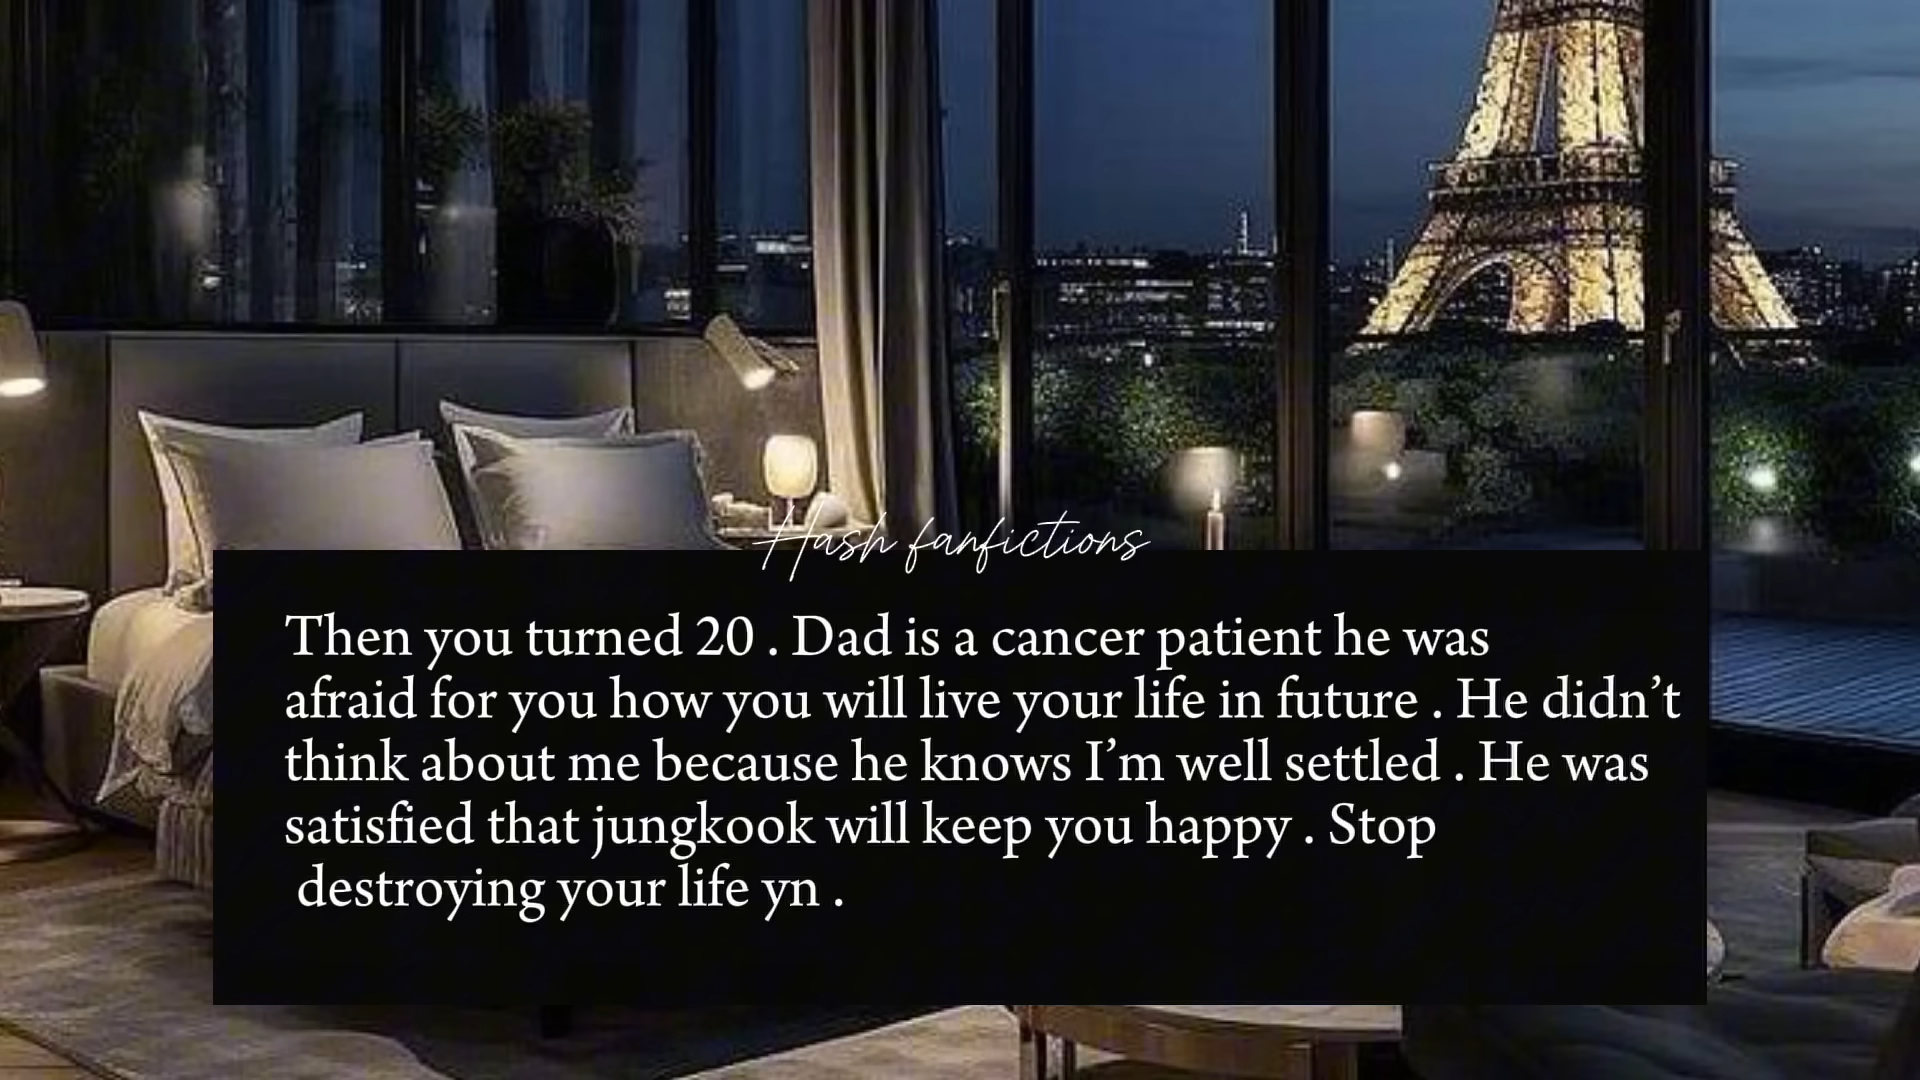 Hash fanfictions
Then you turned 20 . Dad is a cancer patient he was
afraid for you how you will live your life in future . He didn’t
think about me because he knows I’m well settled . He was
satisfied that jungkook will keep you happy . Stop
destroying your life yn .